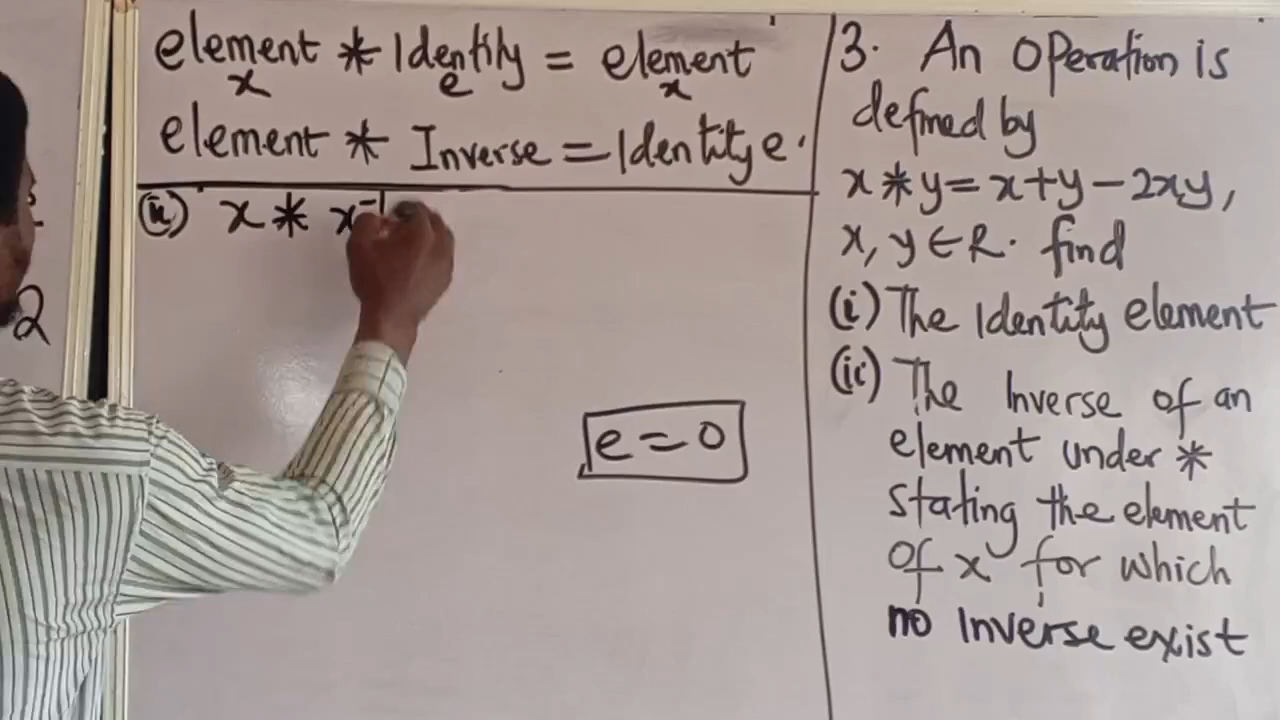 element * Identity = element
x e x
element * Inverse = Identity e.
(ii) x * x⁻¹
e = 0
2
3. An Operation is
defined by
x * y = x + y - 2xy,
x, y ∈ R. find
(i) The Identity element
(ii) The Inverse of an
element under *
stating the element
of x for which
no Inverse exist